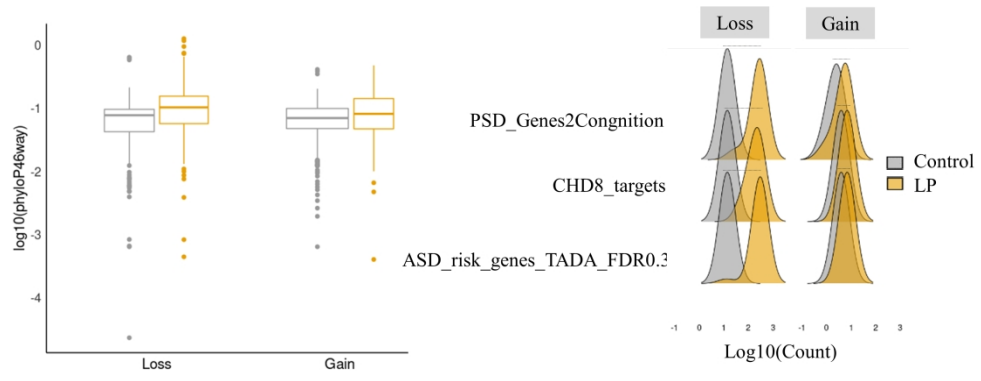 log10(phyloP46way)
0
-1
-2
-3
-4
Loss
Gain
Loss
Gain
PSD_Genes2Congnition
CHD8_targets
ASD_risk_genes_TADA_FDR0.3
Control
LP
-1 0 1 2 3
-1 0 1 2 3
Log10(Count)